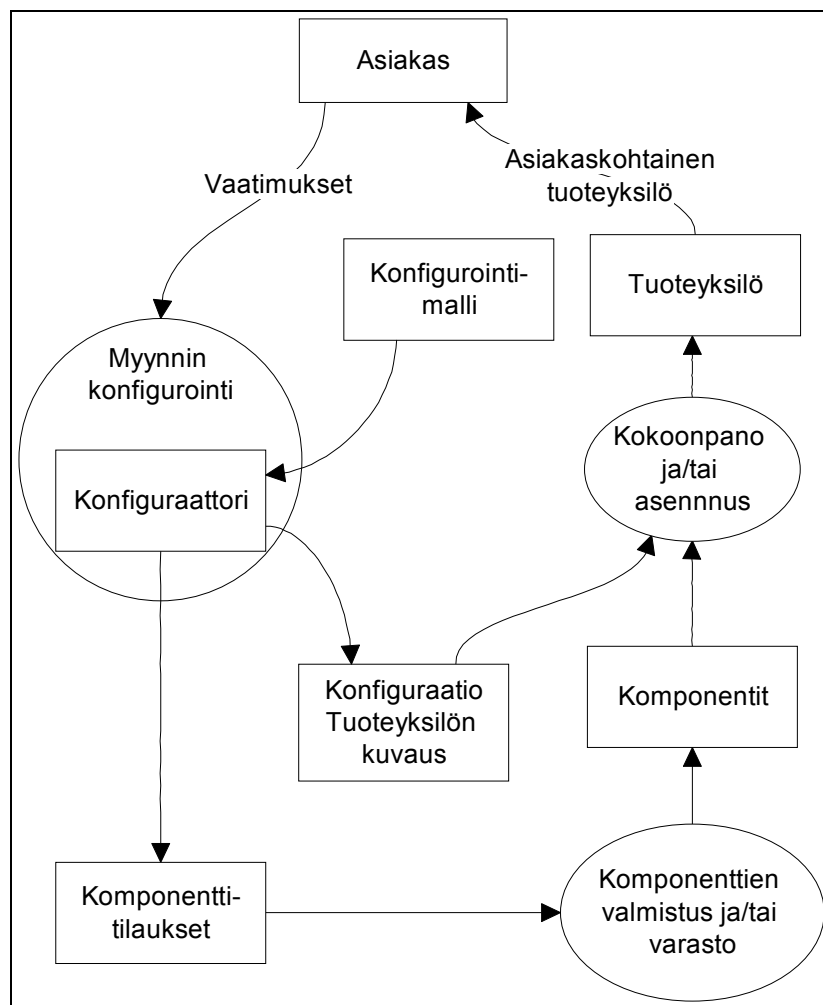 Asiakas
Vaatimukset
Asiakaskohtainen
tuoteyksilö
Konfigurointi-
malli
Tuoteyksilö
Myynnin
konfigurointi
Konfiguraattori
Kokoonpano
ja/tai
asennnus
Konfiguraatio
Tuoteyksilön
kuvaus
Komponentit
Komponentti-
tilaukset
Komponenttien
valmistus ja/tai
varasto